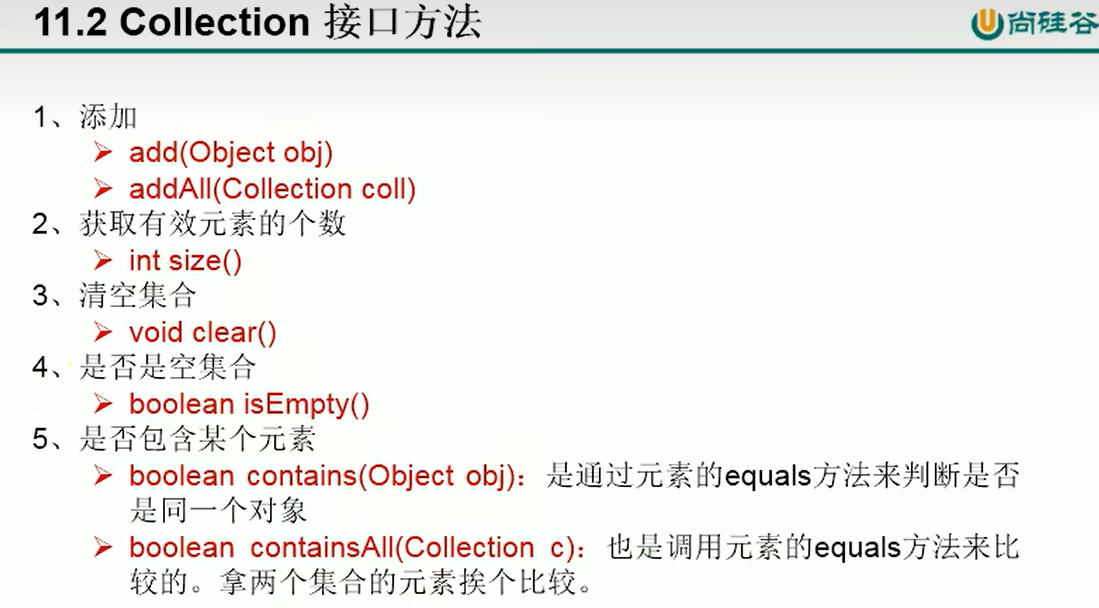 11.2 Collection 接口方法
尚硅谷
1、添加
add(Object obj)
addAll(Collection coll)
2、获取有效元素的个数
int size()
3、清空集合
void clear()
4、是否是空集合
boolean isEmpty()
5、是否包含某个元素
boolean contains(Object obj)：是通过元素的equals方法来判断是否
是同一个对象
boolean containsAll(Collection c)：也是调用元素的equals方法来比
较的。拿两个集合的元素挨个比较。